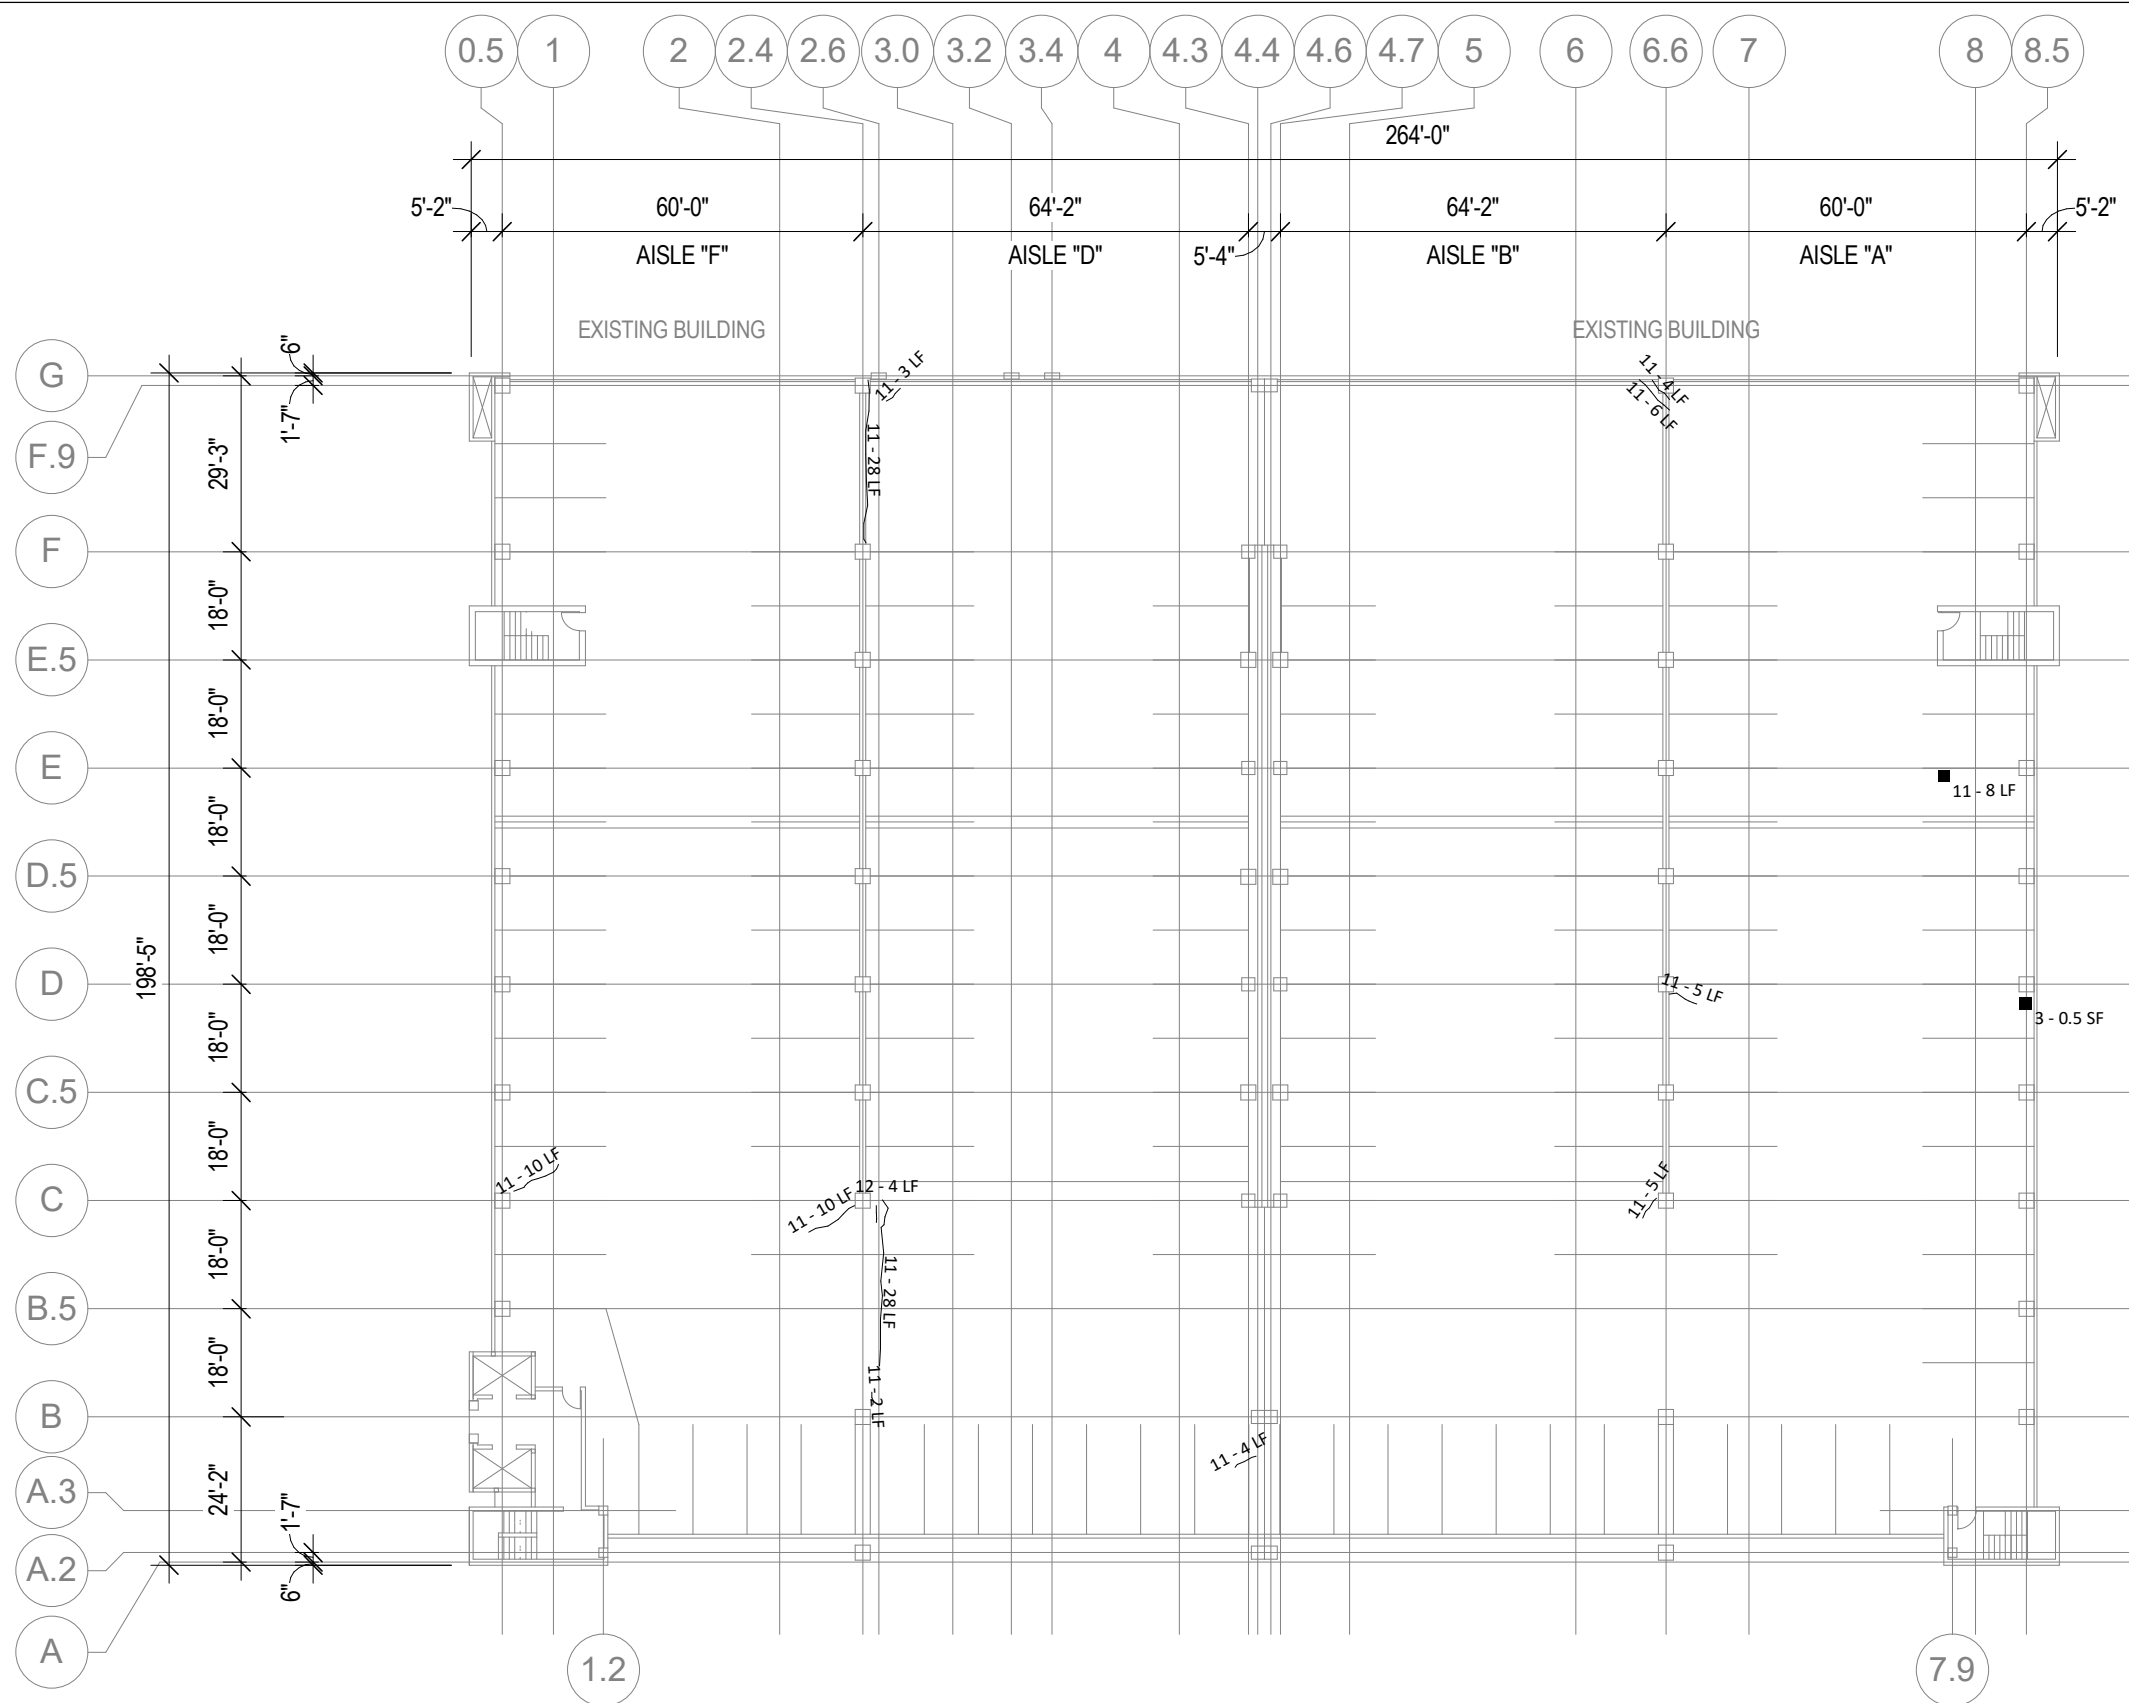 0.5 1 2 2.4 2.6 3.0 3.2 3.4 4 4.3 4.4 4.6 4.7 5 6 6.6 7 8 8.5
264'-0"
5'-2" 60'-0" 64'-2" 64'-2" 60'-0" 5'-2"
AISLE "F" AISLE "D" 5'-4" AISLE "B" AISLE "A"
EXISTING BUILDING EXISTING BUILDING
G
6"
1'-7"
11 - 3 LF
11 - 4 LF
11 - 6 LF
F.9
29'-3"
11 - 28 LF
F
18'-0"
E.5
18'-0"
E
11 - 8 LF
18'-0"
D.5
18'-0"
198'-5"
D
11 - 5 LF
3 - 0.5 SF
18'-0"
C.5
18'-0"
11 - 10 LF
C
11 - 10 LF
12 - 4 LF
11 - 5 LF
18'-0"
11 - 28 LF
B.5
18'-0"
11 - 2 LF
B
11 - 4 LF
A.3
24'-2"
1'-7"
A.2
6"
A
1.2 7.9